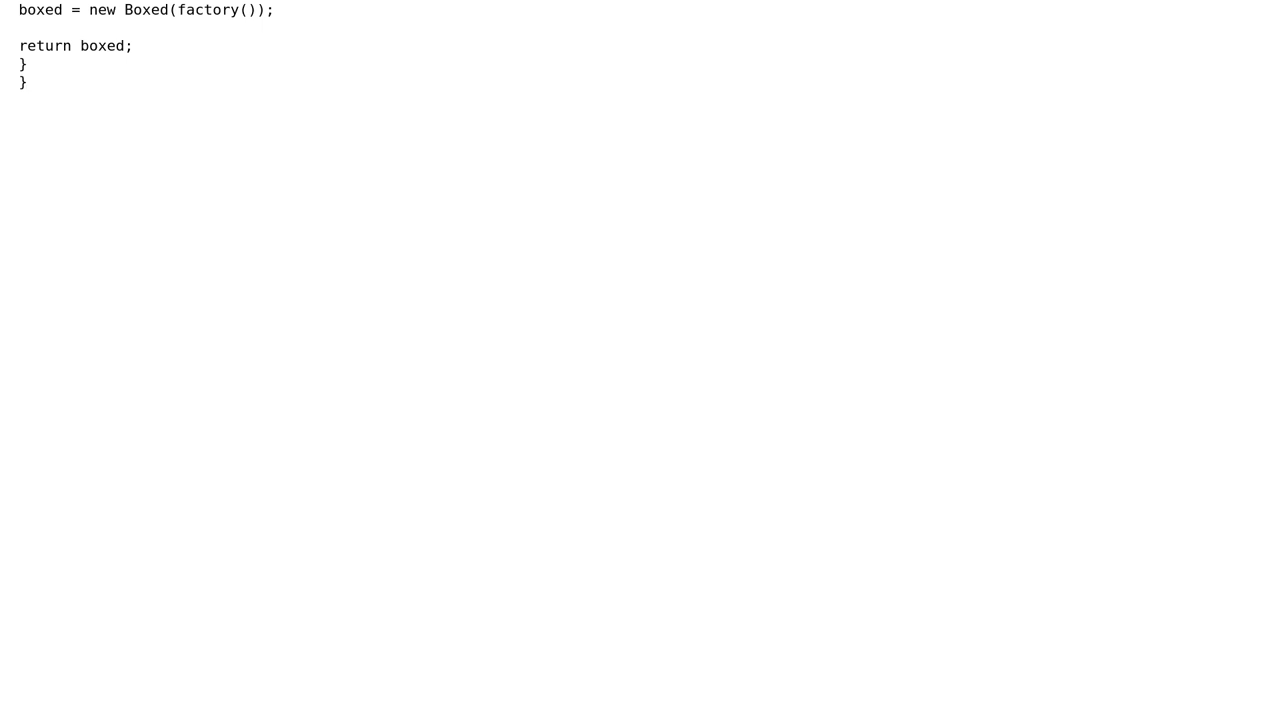 boxed = new Boxed(factory());
return boxed;
}
}